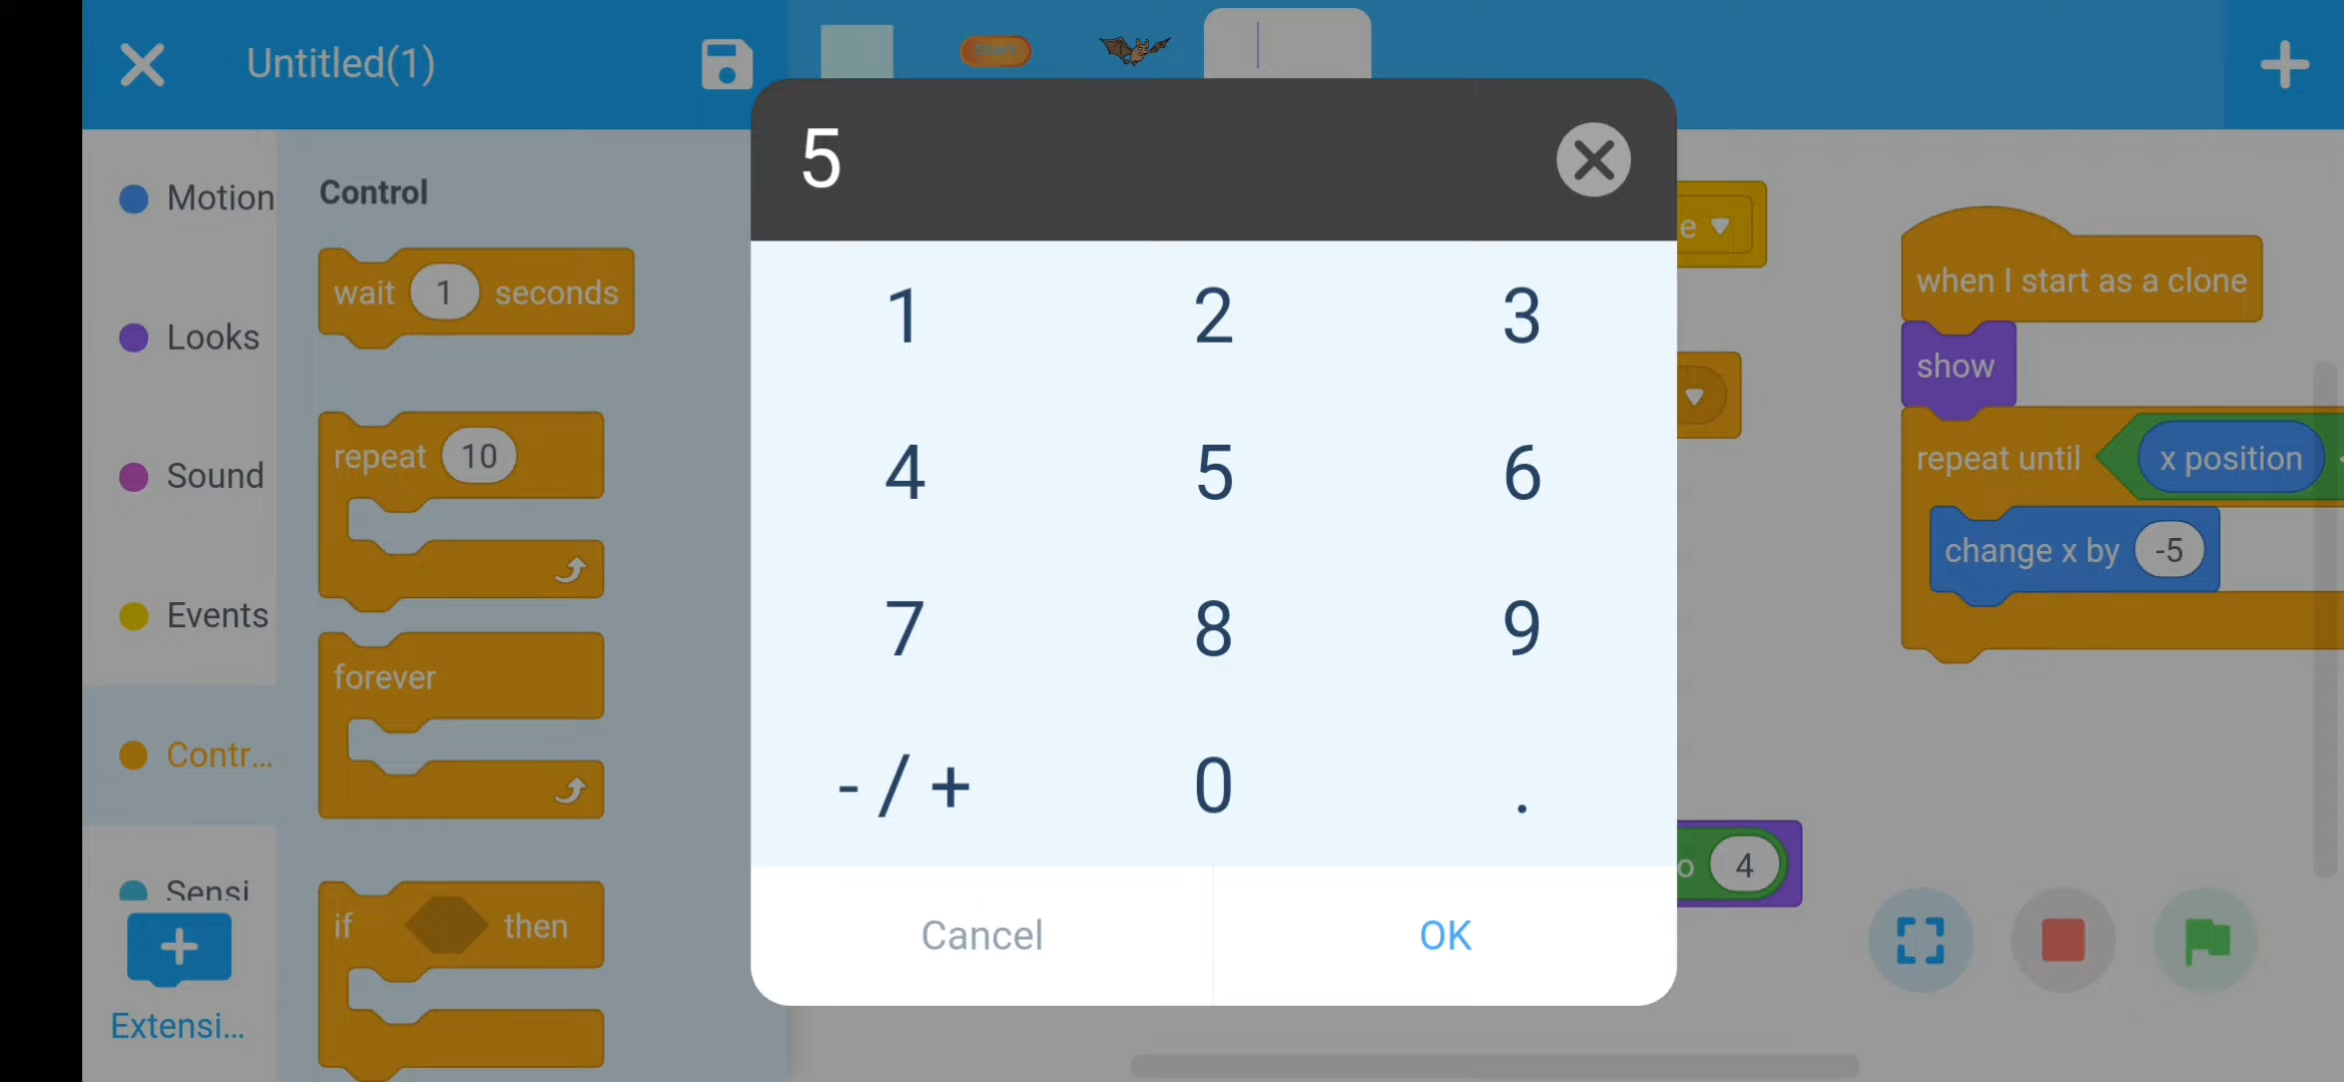 Untitled(1)
5
Motion
Looks
Sound
Events
Contr...
Sensi
Extensi...
Control
wait 1 seconds
repeat 10
forever
if then
1 2 3
4 5 6
7 8 9
- / + 0 .
Cancel OK
e
o 4
when I start as a clone
show
repeat until x position
change x by -5